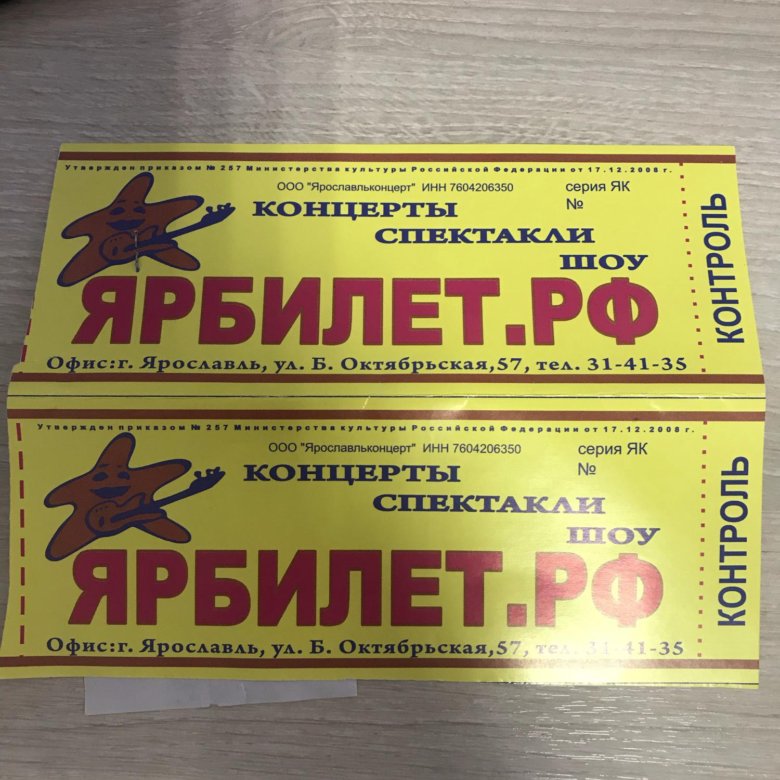 Утвержден приказом № 257 Министерства культуры Российской Федерации от 17.12.2008 г.
ООО "Ярославльконцерт" ИНН 7604206350 серия ЯК
№
КОНЦЕРТЫ
СПЕКТАКЛИ
ШОУ
ЯРБИЛЕТ.РФ
Офис:г. Ярославль, ул. Б. Октябрьская,57, тел. 31-41-35
КОНТРОЛЬ
Утвержден приказом № 257 Министерства культуры Российской Федерации от 17.12.2008 г.
ООО "Ярославльконцерт" ИНН 7604206350 серия ЯК
№
КОНЦЕРТЫ
СПЕКТАКЛИ
ШОУ
ЯРБИЛЕТ.РФ
Офис:г. Ярославль, ул. Б. Октябрьская,57, тел. 31-41-35
КОНТРОЛЬ